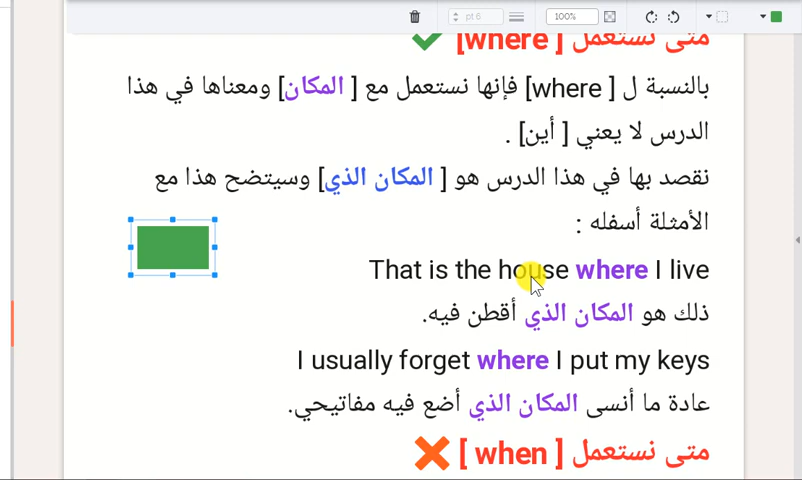 pt 6
100%
متى نستعمل [ where]
بالنسبة ل [ where] فإنها نستعمل مع [ المكان] ومعناها في هذا
الدرس لا يعني [ أين] .
نقصد بها في هذا الدرس هو [ المكان الذي] وسيتضح هذا مع
الأمثلة أسفله :
That is the house where I live
ذلك هو المكان الذي أقطن فيه.
I usually forget where I put my keys
عادة ما أنسى المكان الذي أضع فيه مفاتيحي.
متى نستعمل [ when ]